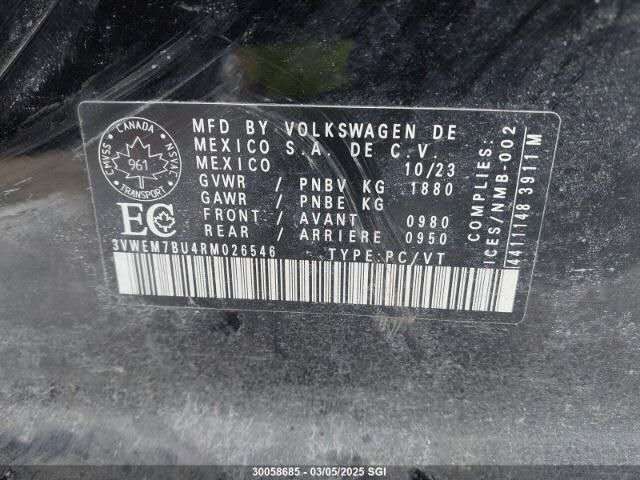 CANADA
CMVSS
NSVAC
961
TRANSPORT
EC
MFD BY VOLKSWAGEN DE
MEXICO S.A. DE C.V.
MEXICO 10/23
GVWR / PNBV KG 1880
GAWR / PNBE KG
FRONT / AVANT 0980
REAR / ARRIERE 0950
3VWEM7BU4RM026546 TYPE:PC/VT
COMPLIES.
ICES/NMB-002
44111483911M
30058685 — 03/05/2025 SGI